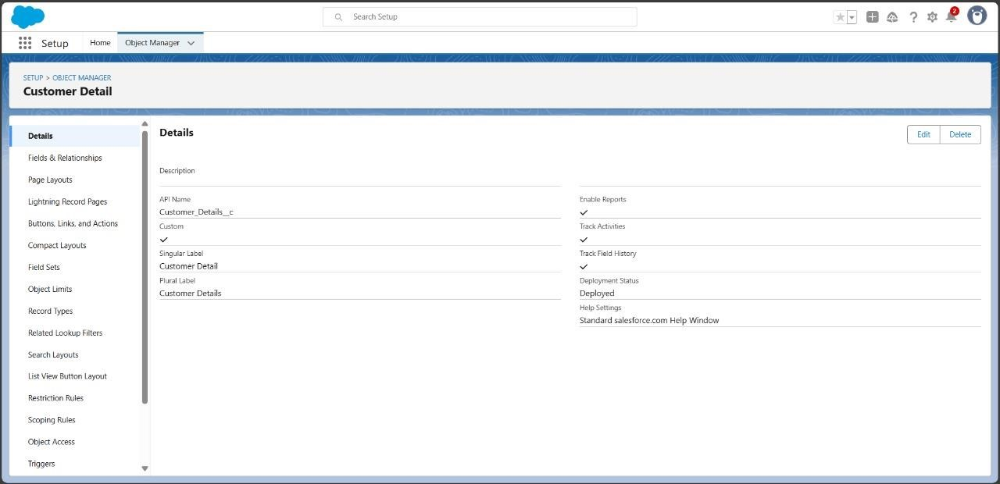 Search Setup
2
Setup
Home
Object Manager
SETUP > OBJECT MANAGER
Customer Detail
Details
Fields & Relationships
Page Layouts
Lightning Record Pages
Buttons, Links, and Actions
Compact Layouts
Field Sets
Object Limits
Record Types
Related Lookup Filters
Search Layouts
List View Button Layout
Restriction Rules
Scoping Rules
Object Access
Triggers
Details
Edit
Delete
Description
API Name
Customer_Details__c
Custom
Singular Label
Customer Detail
Plural Label
Customer Details
Enable Reports
Track Activities
Track Field History
Deployment Status
Deployed
Help Settings
Standard salesforce.com Help Window